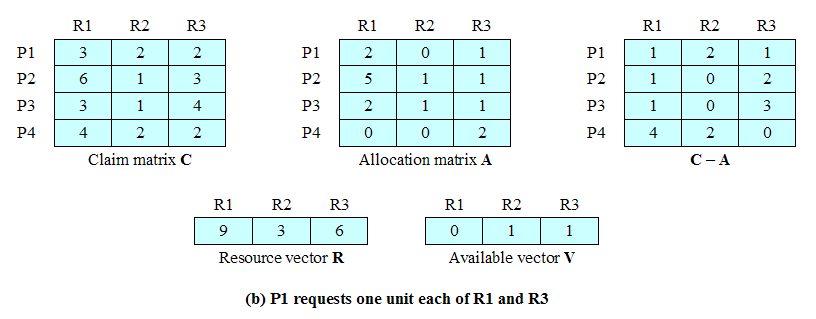 R1 R2 R3 R1 R2 R3 R1 R2 R3
P1 3 2 2 P1 2 0 1 P1 1 2 1
P2 6 1 3 P2 5 1 1 P2 1 0 2
P3 3 1 4 P3 2 1 1 P3 1 0 3
P4 4 2 2 P4 0 0 2 P4 4 2 0
Claim matrix C Allocation matrix A C – A
R1 R2 R3 R1 R2 R3
9 3 6 0 1 1
Resource vector R Available vector V
(b) P1 requests one unit each of R1 and R3